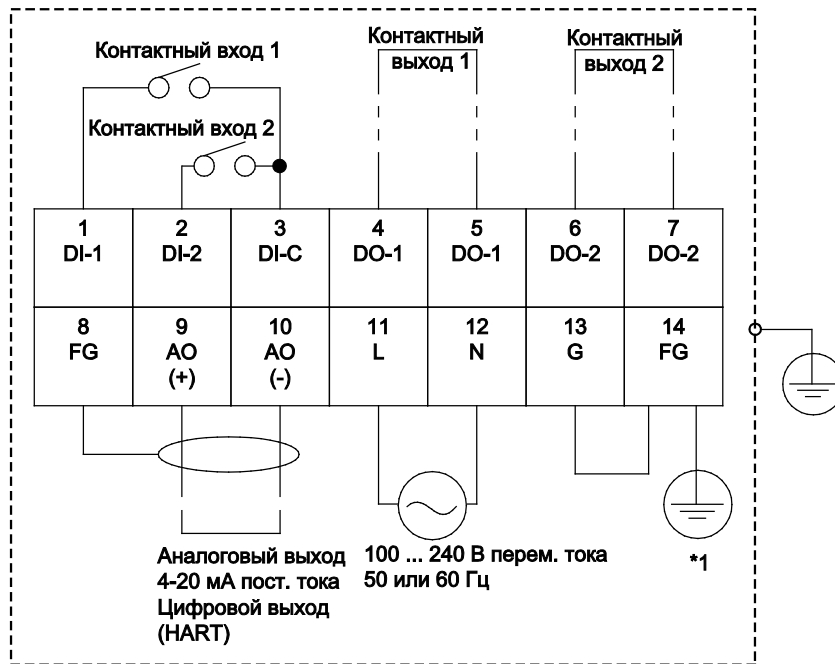 Контактный вход 1
Контактный
выход 1
Контактный
выход 2
Контактный вход 2
1 2 3 4 5 6 7
DI-1 DI-2 DI-C DO-1 DO-1 DO-2 DO-2
8 9 10 11 12 13 14
FG AO AO L N G FG
(+) (-)
Аналоговый выход
4-20 мА пост. тока
Цифровой выход
(HART)
100 ... 240 В перем. тока
50 или 60 Гц
*1